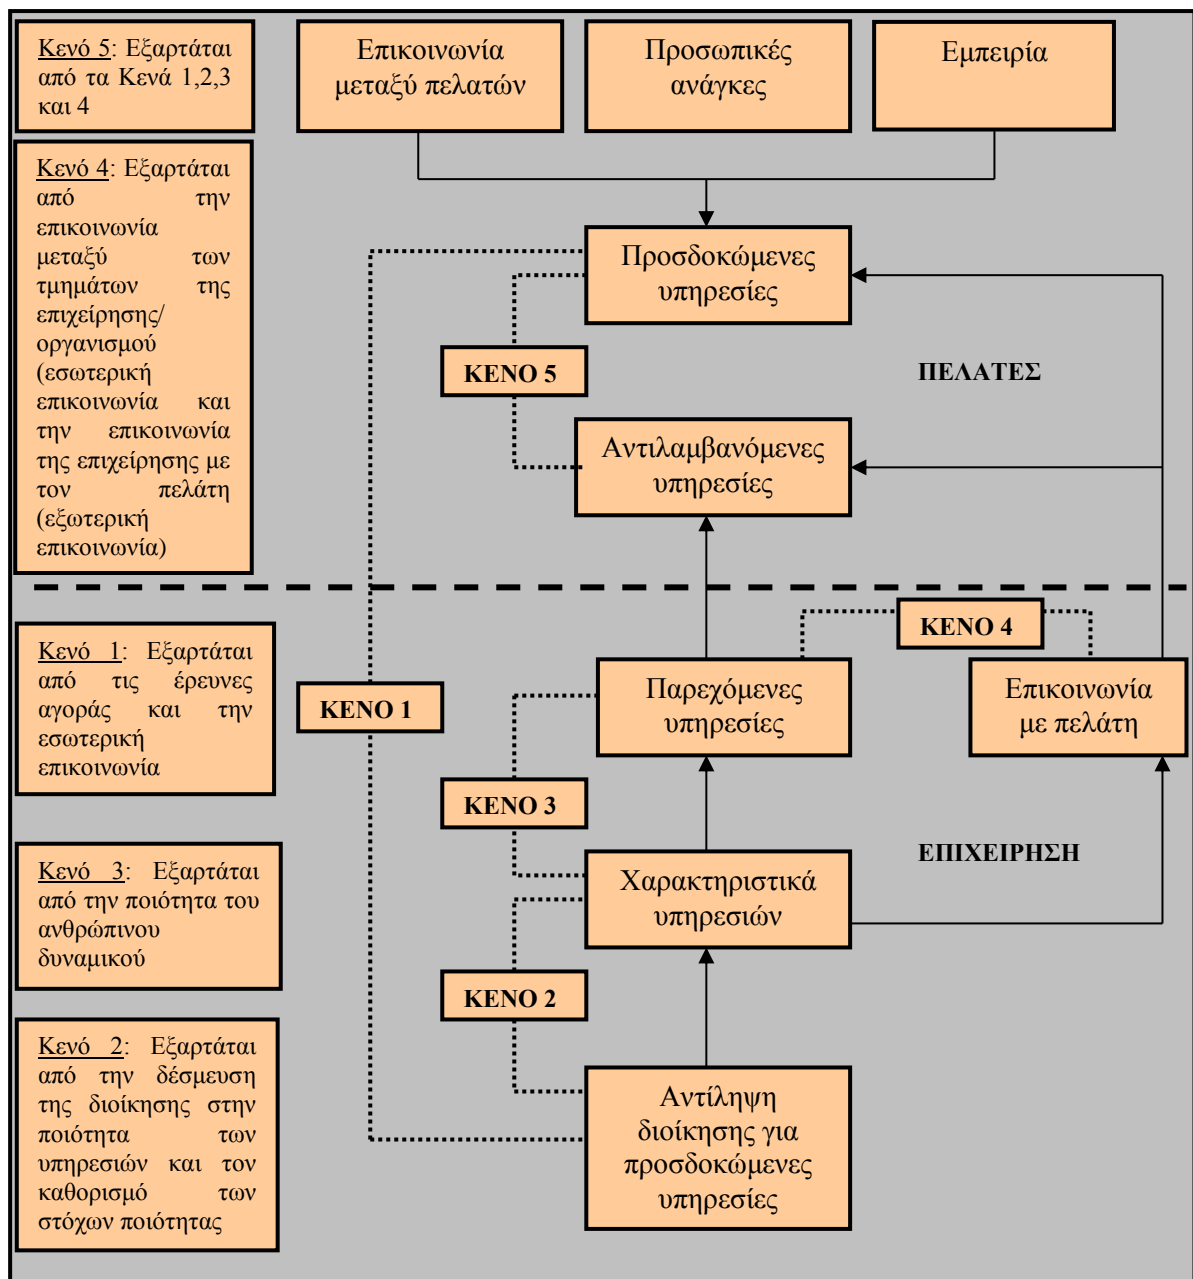 Κενό 5: Εξαρτάται
από τα Κενά 1,2,3
και 4
Επικοινωνία
μεταξύ πελατών
Προσωπικές
ανάγκες
Εμπειρία
Κενό 4: Εξαρτάται
από την
επικοινωνία
μεταξύ των
τμημάτων της
επιχείρησης/
οργανισμού
(εσωτερική
επικοινωνία και
την επικοινωνία
της επιχείρησης με
τον πελάτη
(εξωτερική
επικοινωνία)
Προσδοκώμενες
υπηρεσίες
ΚΕΝΟ 5
ΠΕΛΑΤΕΣ
Αντιλαμβανόμενες
υπηρεσίες
ΚΕΝΟ 4
Κενό 1: Εξαρτάται
από τις έρευνες
αγοράς και την
εσωτερική
επικοινωνία
ΚΕΝΟ 1
Παρεχόμενες
υπηρεσίες
Επικοινωνία
με πελάτη
ΚΕΝΟ 3
ΕΠΙΧΕΙΡΗΣΗ
Κενό 3: Εξαρτάται
από την ποιότητα του
ανθρώπινου
δυναμικού
Χαρακτηριστικά
υπηρεσιών
ΚΕΝΟ 2
Κενό 2: Εξαρτάται
από την δέσμευση
της διοίκησης στην
ποιότητα των
υπηρεσιών και τον
καθορισμό των
στόχων ποιότητας
Αντίληψη
διοίκησης για
προσδοκώμενες
υπηρεσίες